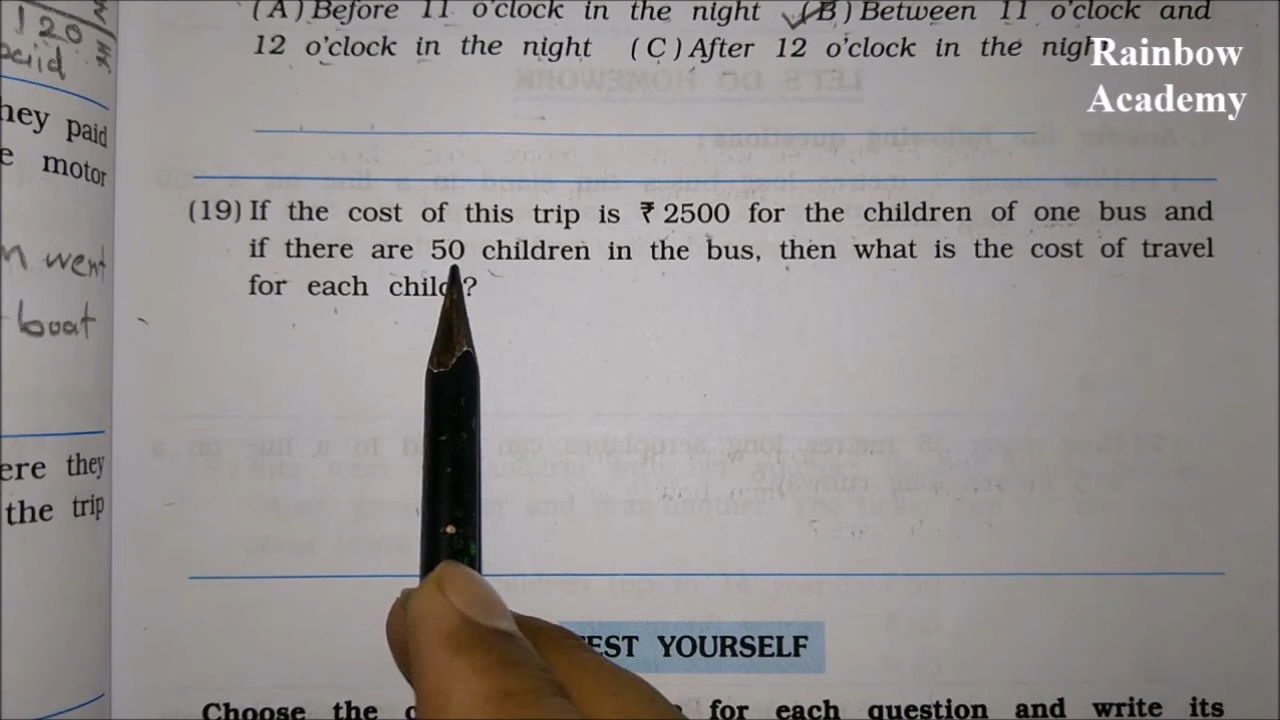 120
paid
hey paid
e motor
n went
boat
ere they
the trip
(A) Before 11 o'clock in the night (B) Between 11 o'clock and
12 o'clock in the night (C) After 12 o'clock in the
Rainbow
Academy
(19) If the cost of this trip is ₹ 2500 for the children of one bus and
if there are 50 children in the bus, then what is the cost of travel
for each child?
EST YOURSELF
Choose the for each question and write its